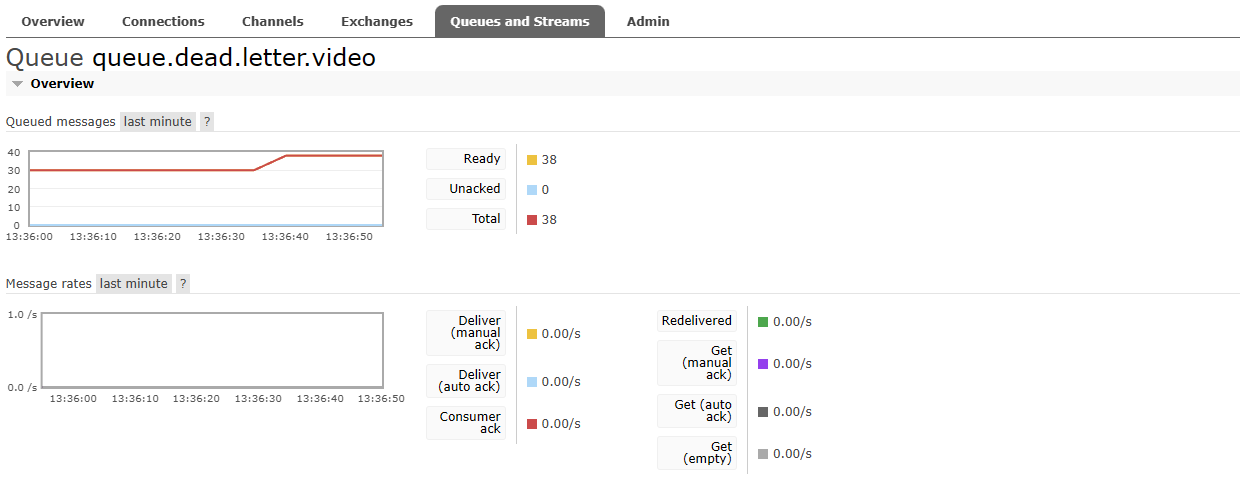 Overview Connections Channels Exchanges Queues and Streams Admin
Queue queue.dead.letter.video
Overview
Queued messages last minute ?
40
30
20
10
0
13:36:00 13:36:10 13:36:20 13:36:30 13:36:40 13:36:50
Ready 38
Unacked 0
Total 38
Message rates last minute ?
1.0 /s
0.0 /s
13:36:00 13:36:10 13:36:20 13:36:30 13:36:40 13:36:50
Deliver
(manual
ack)
0.00/s
Deliver
(auto ack)
0.00/s
Consumer
ack
0.00/s
Redelivered 0.00/s
Get
(manual
ack)
0.00/s
Get (auto
ack)
0.00/s
Get
(empty)
0.00/s